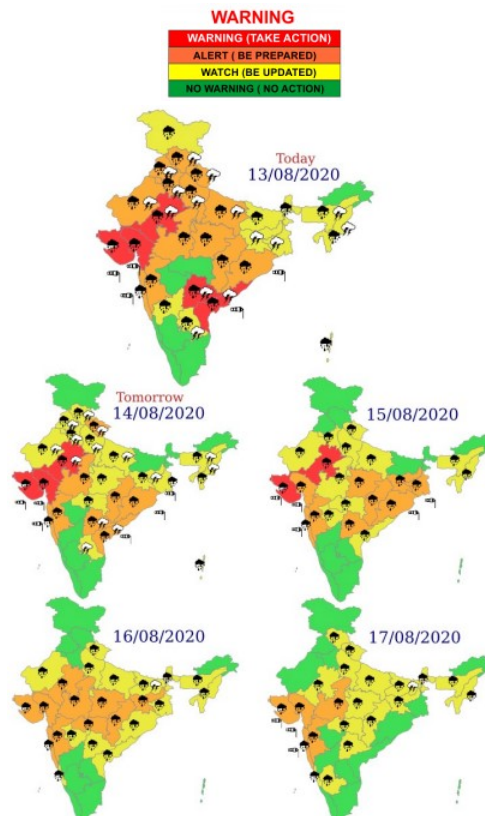 WARNING
WARNING (TAKE ACTION)
ALERT ( BE PREPARED)
WATCH (BE UPDATED)
NO WARNING ( NO ACTION)
Today
13/08/2020
Tomorrow
14/08/2020
15/08/2020
16/08/2020
17/08/2020